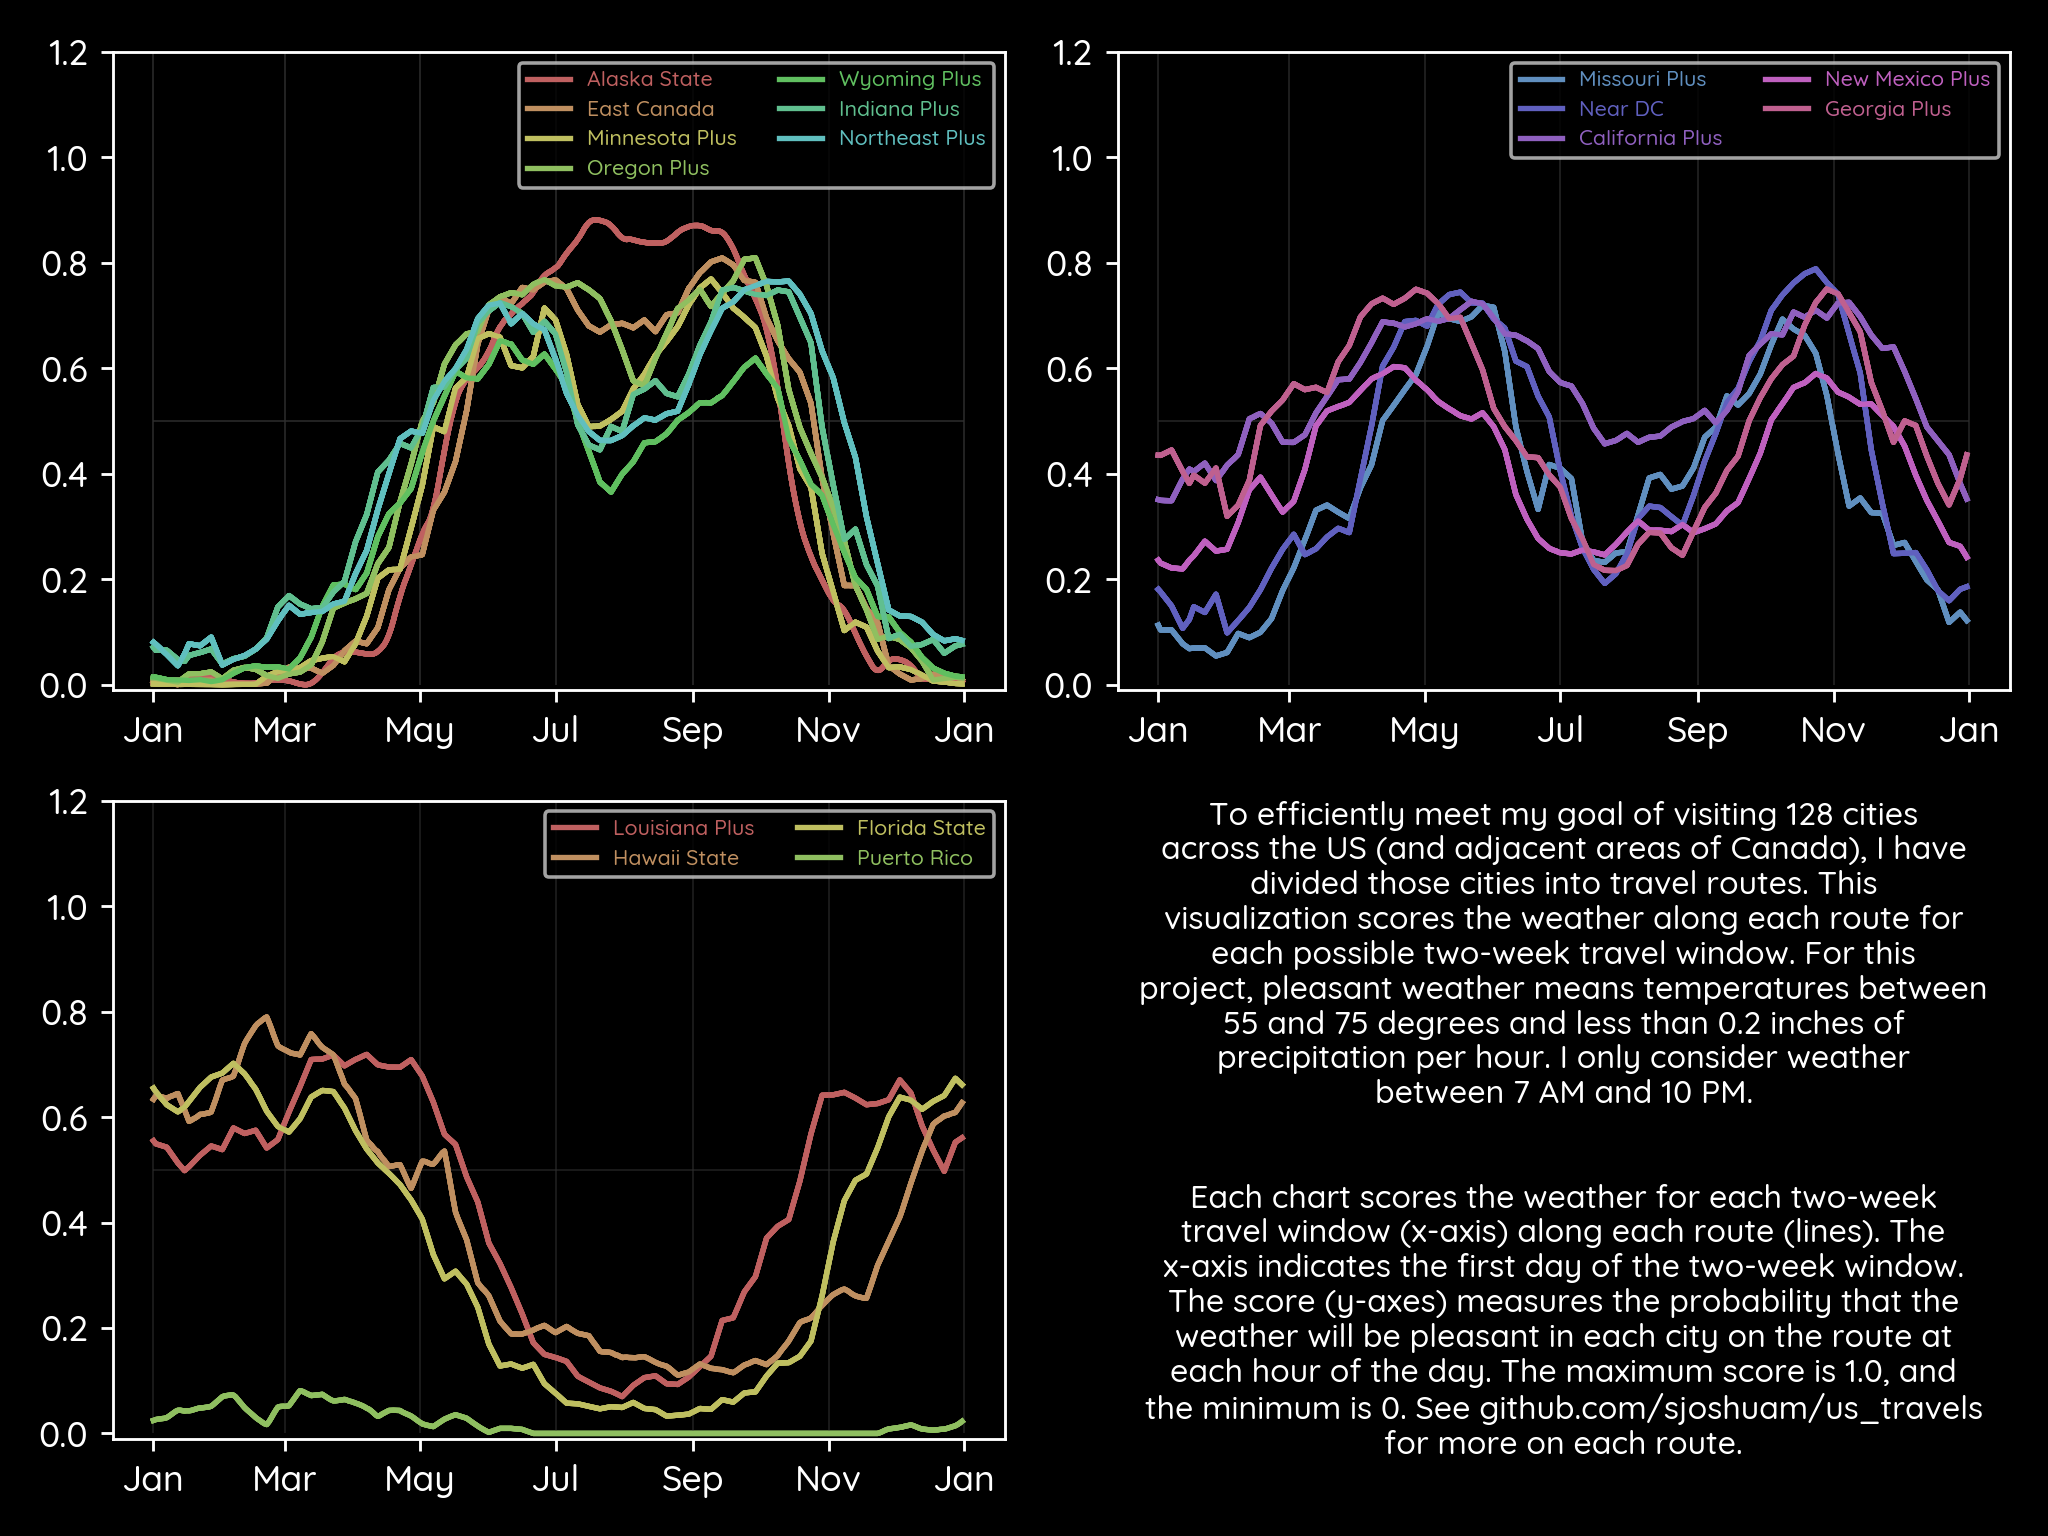 1.2
1.0
0.8
0.6
0.4
0.2
0.0
Jan Mar May Jul Sep Nov Jan
Alaska State
East Canada
Minnesota Plus
Oregon Plus
Wyoming Plus
Indiana Plus
Northeast Plus
1.2
1.0
0.8
0.6
0.4
0.2
0.0
Jan Mar May Jul Sep Nov Jan
Missouri Plus
Near DC
California Plus
New Mexico Plus
Georgia Plus
1.2
1.0
0.8
0.6
0.4
0.2
0.0
Jan Mar May Jul Sep Nov Jan
Louisiana Plus
Hawaii State
Florida State
Puerto Rico
To efficiently meet my goal of visiting 128 cities
across the US (and adjacent areas of Canada), I have
divided those cities into travel routes. This
visualization scores the weather along each route for
each possible two-week travel window. For this
project, pleasant weather means temperatures between
55 and 75 degrees and less than 0.2 inches of
precipitation per hour. I only consider weather
between 7 AM and 10 PM.
Each chart scores the weather for each two-week
travel window (x-axis) along each route (lines). The
x-axis indicates the first day of the two-week window.
The score (y-axes) measures the probability that the
weather will be pleasant in each city on the route at
each hour of the day. The maximum score is 1.0, and
the minimum is 0. See github.com/sjoshuam/us_travels
for more on each route.